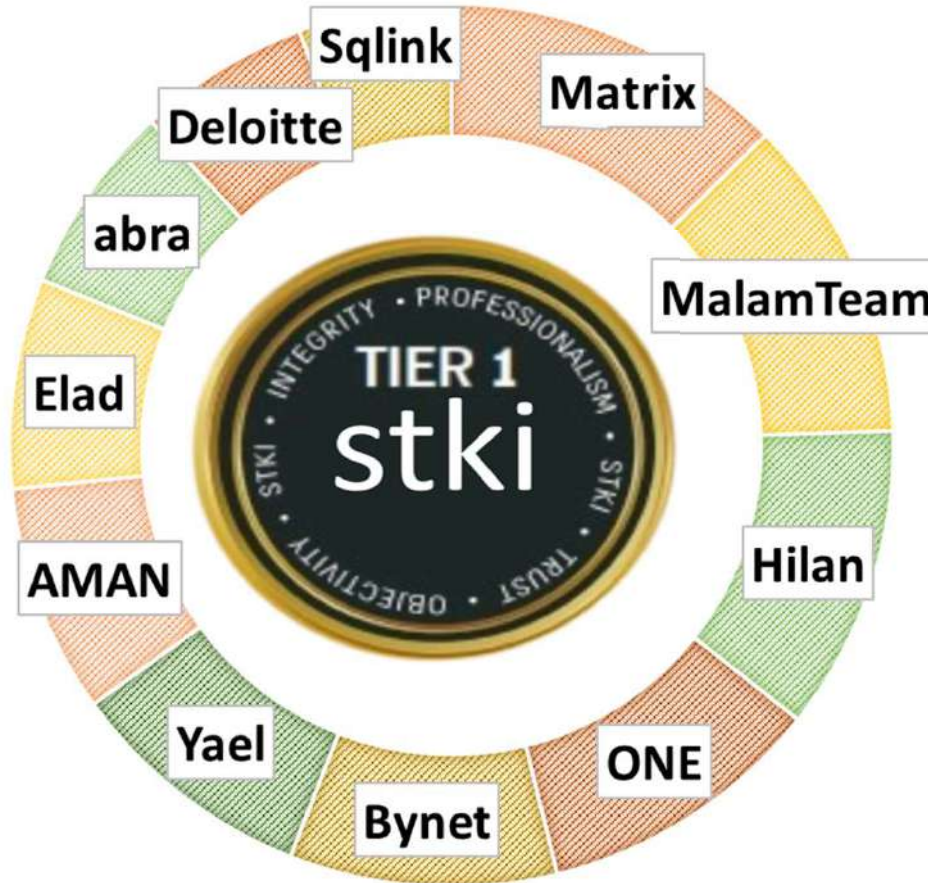 Sqlink
Matrix
Deloitte
abra
MalamTeam
Elad
Hilan
AMAN
ONE
Yael
Bynet
TIER 1
stki
• PROFESSIONALISM • STKI • TRUST • OBJECTIVITY • STKI • INTEGRITY